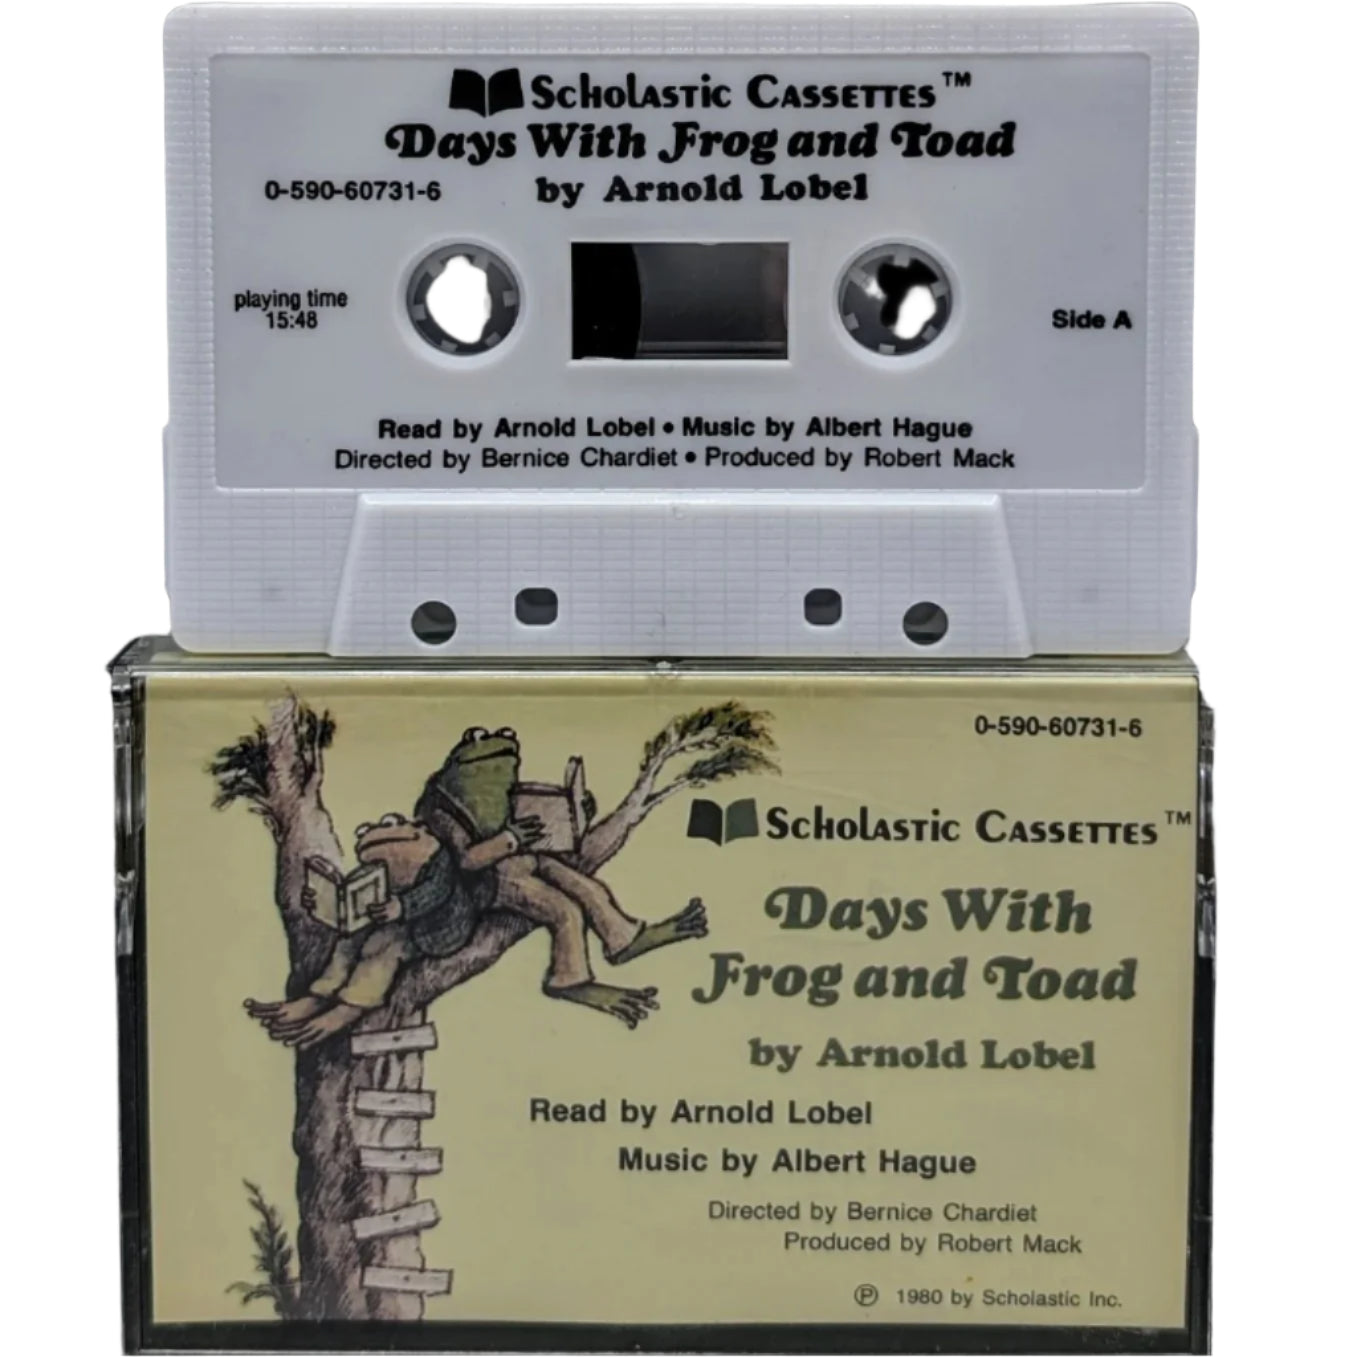 Scholastic Cassettes™
Days With Frog and Toad
0-590-60731-6
by Arnold Lobel
playing time
15:48
Side A
Read by Arnold Lobel • Music by Albert Hague
Directed by Bernice Chardiet • Produced by Robert Mack
0-590-60731-6
Scholastic Cassettes™
Days With
Frog and Toad
by Arnold Lobel
Read by Arnold Lobel
Music by Albert Hague
Directed by Bernice Chardiet
Produced by Robert Mack
℗ 1980 by Scholastic Inc.